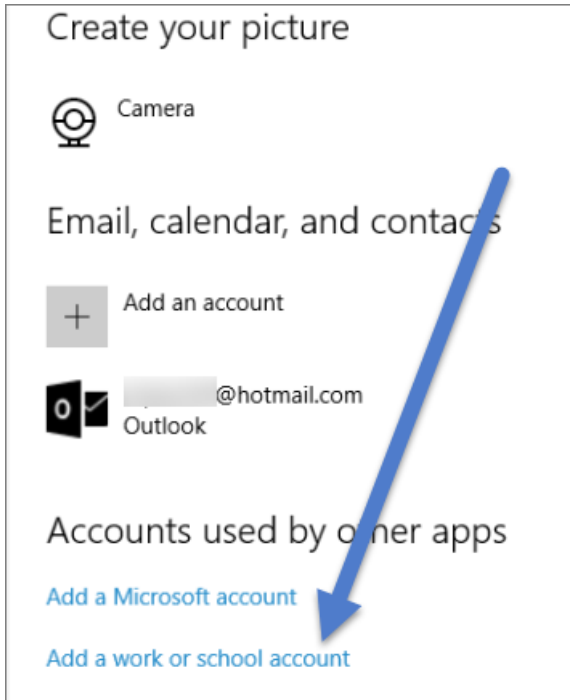 Create your picture
Camera
Email, calendar, and contacts
Add an account
@hotmail.com
Outlook
Accounts used by other apps
Add a Microsoft account
Add a work or school account